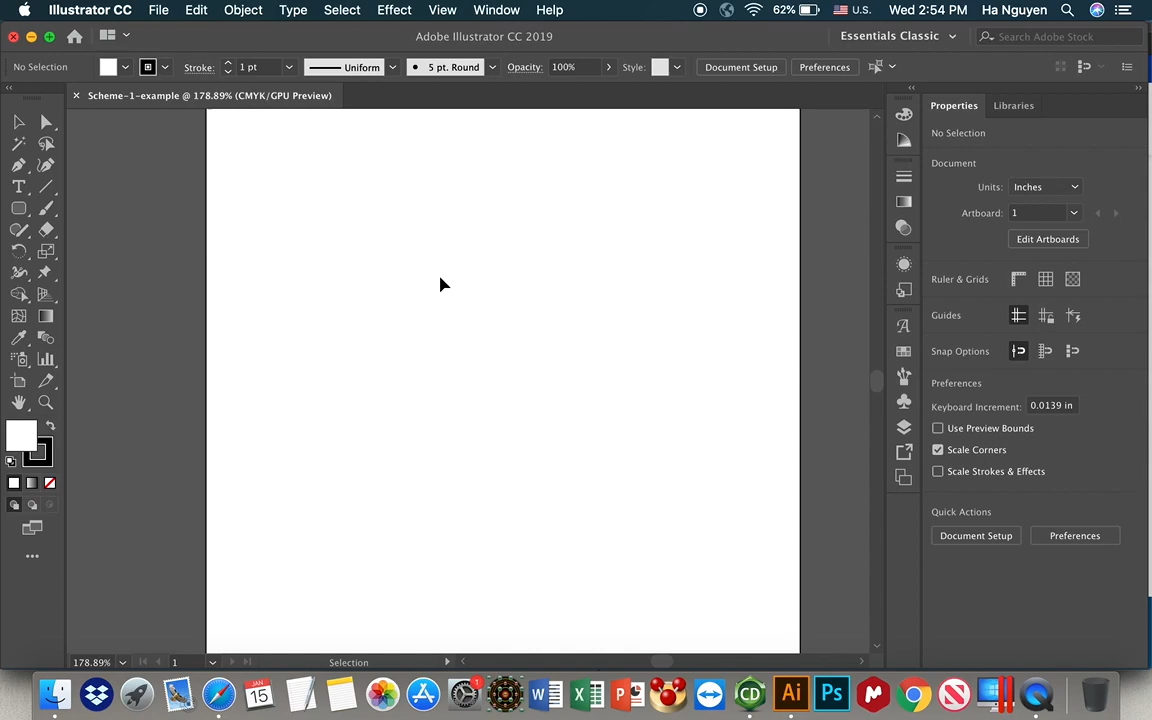 Illustrator CC File Edit Object Type Select Effect View Window Help 62% U.S. Wed 2:54 PM Ha Nguyen
Adobe Illustrator CC 2019 Essentials Classic Search Adobe Stock
No Selection Stroke: 1 pt Uniform 5 pt. Round Opacity: 100% Style: Document Setup Preferences
Scheme-1-example @ 178.89% (CMYK/GPU Preview)
Properties Libraries
No Selection
Document
Units: Inches
Artboard: 1
Edit Artboards
Ruler & Grids
Guides
Snap Options
Preferences
Keyboard Increment: 0.0139 in
Use Preview Bounds
Scale Corners
Scale Strokes & Effects
Quick Actions
Document Setup Preferences
178.89% 1 Selection
JAN
15
1
W
X
P
CD
Ai
Ps
M